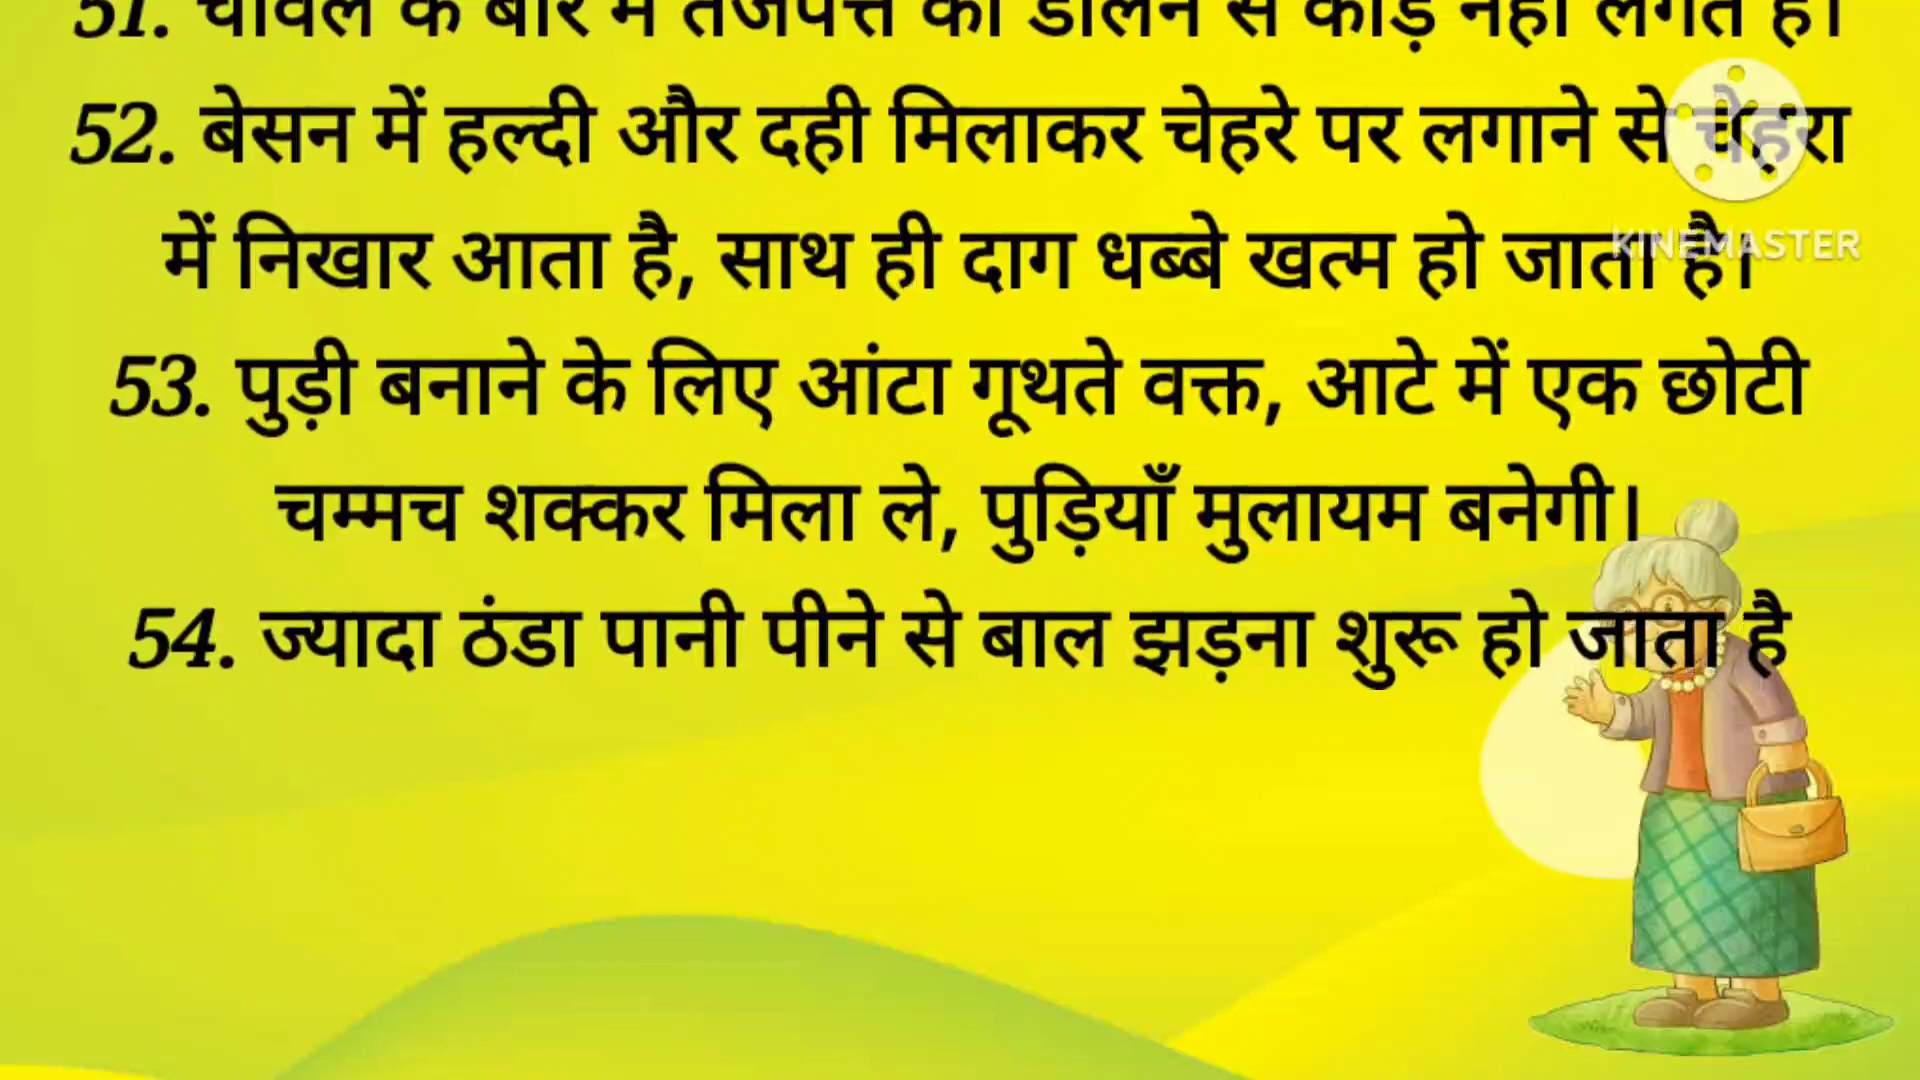 51. चावल के बोरे में तेजपत्ते को डालने से कीड़े नहीं लगते है।
52. बेसन में हल्दी और दही मिलाकर चेहरे पर लगाने से चेहरा
में निखार आता है, साथ ही दाग धब्बे खत्म हो जाता है।
KINEMASTER
53. पुड़ी बनाने के लिए आंटा गूथते वक्त, आटे में एक छोटी
चम्मच शक्कर मिला ले, पुड़ियाँ मुलायम बनेगी।
54. ज्यादा ठंडा पानी पीने से बाल झड़ना शुरू हो जाता है